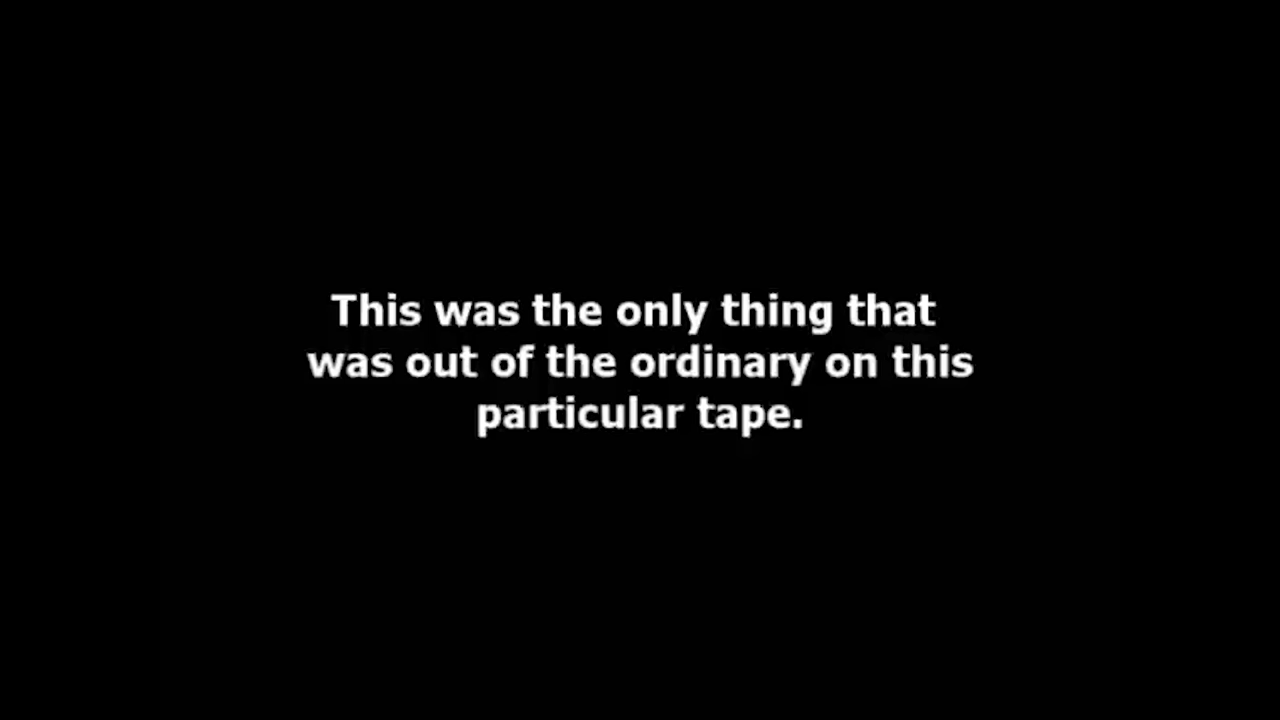 This was the only thing that
was out of the ordinary on this
particular tape.